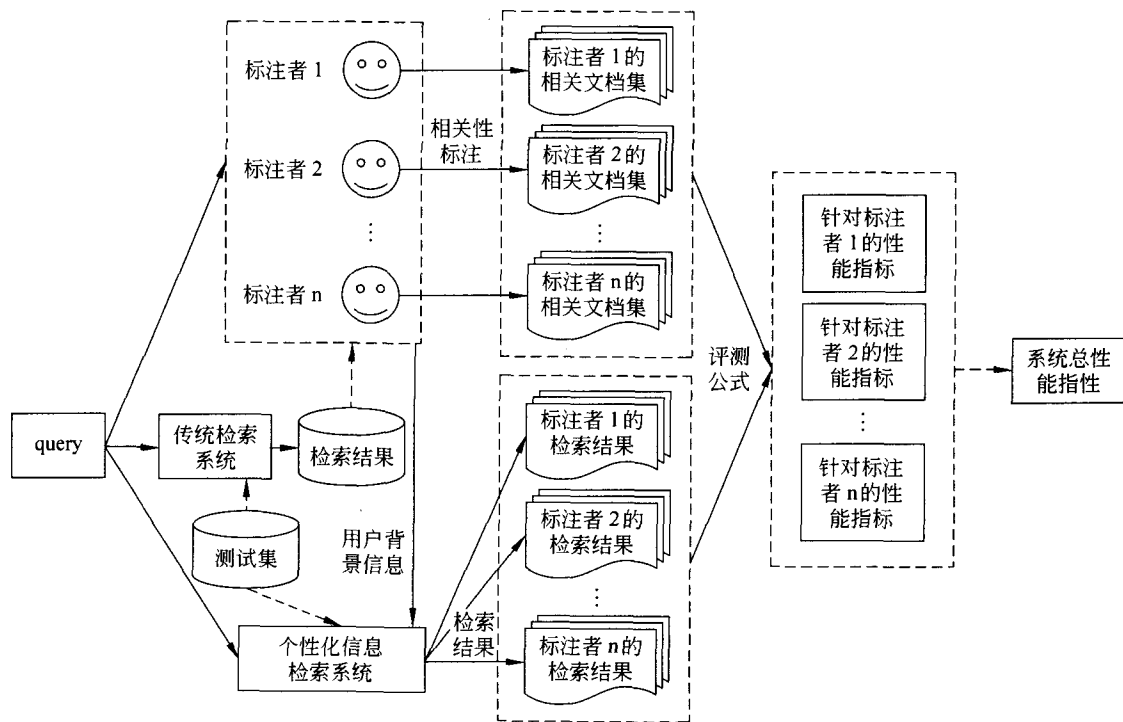 标注者 1
标注者 1的
相关文档集
相关性
标注
标注者 2
标注者 2的
相关文档集
⋮
⋮
标注者 n
标注者 n的
相关文档集
针对标注
者 1的性
能指标
针对标注
者 2的性
能指标
⋮
针对标注
者 n的性
能指标
评测
公式
系统总性
能指性
query
传统检索
系统
检索结果
测试集
用户背
景信息
个性化信息
检索系统
检索
结果
标注者 1的
检索结果
标注者 2的
检索结果
⋮
标注者 n的
检索结果